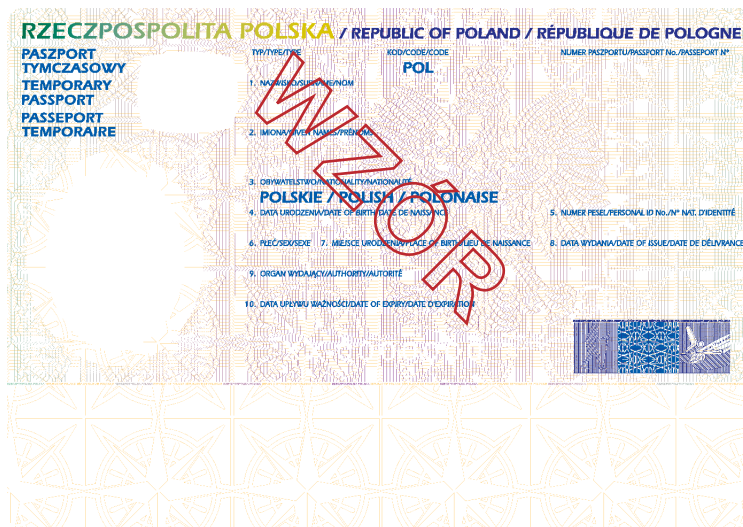 RZECZPOSPOLITA POLSKA / REPUBLIC OF POLAND / RÉPUBLIQUE DE POLOGNE
PASZPORT
TYMCZASOWY
TEMPORARY
PASSPORT
PASSEPORT
TEMPORAIRE
TYP/TYPE/TYPE
KOD/CODE/CODE
NUMER PASZPORTU/PASSPORT No./PASSEPORT N°
POL
1. NAZWISKO/SURNAME/NOM
2. IMIONA/GIVEN NAMES/PRÉNOMS
3. OBYWATELSTWO/NATIONALITY/NATIONALITÉ
POLSKIE / POLISH / POLONAISE
4. DATA URODZENIA/DATE OF BIRTH/DATE DE NAISSANCE
5. NUMER PESEL/PERSONAL ID No./N° NAT. D'IDENTITÉ
6. PŁEĆ/SEX/SEXE
7. MIEJSCE URODZENIA/PLACE OF BIRTH/LIEU DE NAISSANCE
8. DATA WYDANIA/DATE OF ISSUE/DATE DE DÉLIVRANCE
9. ORGAN WYDAJĄCY/AUTHORITY/AUTORITÉ
10. DATA UPŁYWU WAŻNOŚCI/DATE OF EXPIRY/DATE D'EXPIRATION
WZÓR